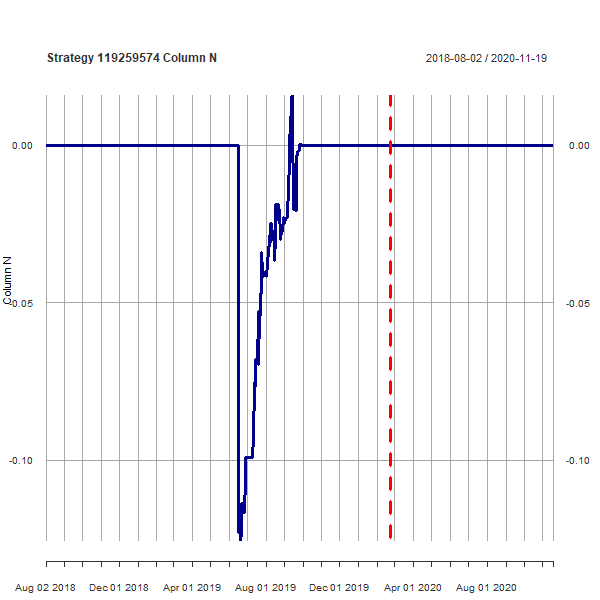 Strategy 119259574 Column N
2018-08-02 / 2020-11-19
0.00 0.00
Column N
-0.05 -0.05
-0.10 -0.10
Aug 02 2018 Dec 01 2018 Apr 01 2019 Aug 01 2019 Dec 01 2019 Apr 01 2020 Aug 01 2020